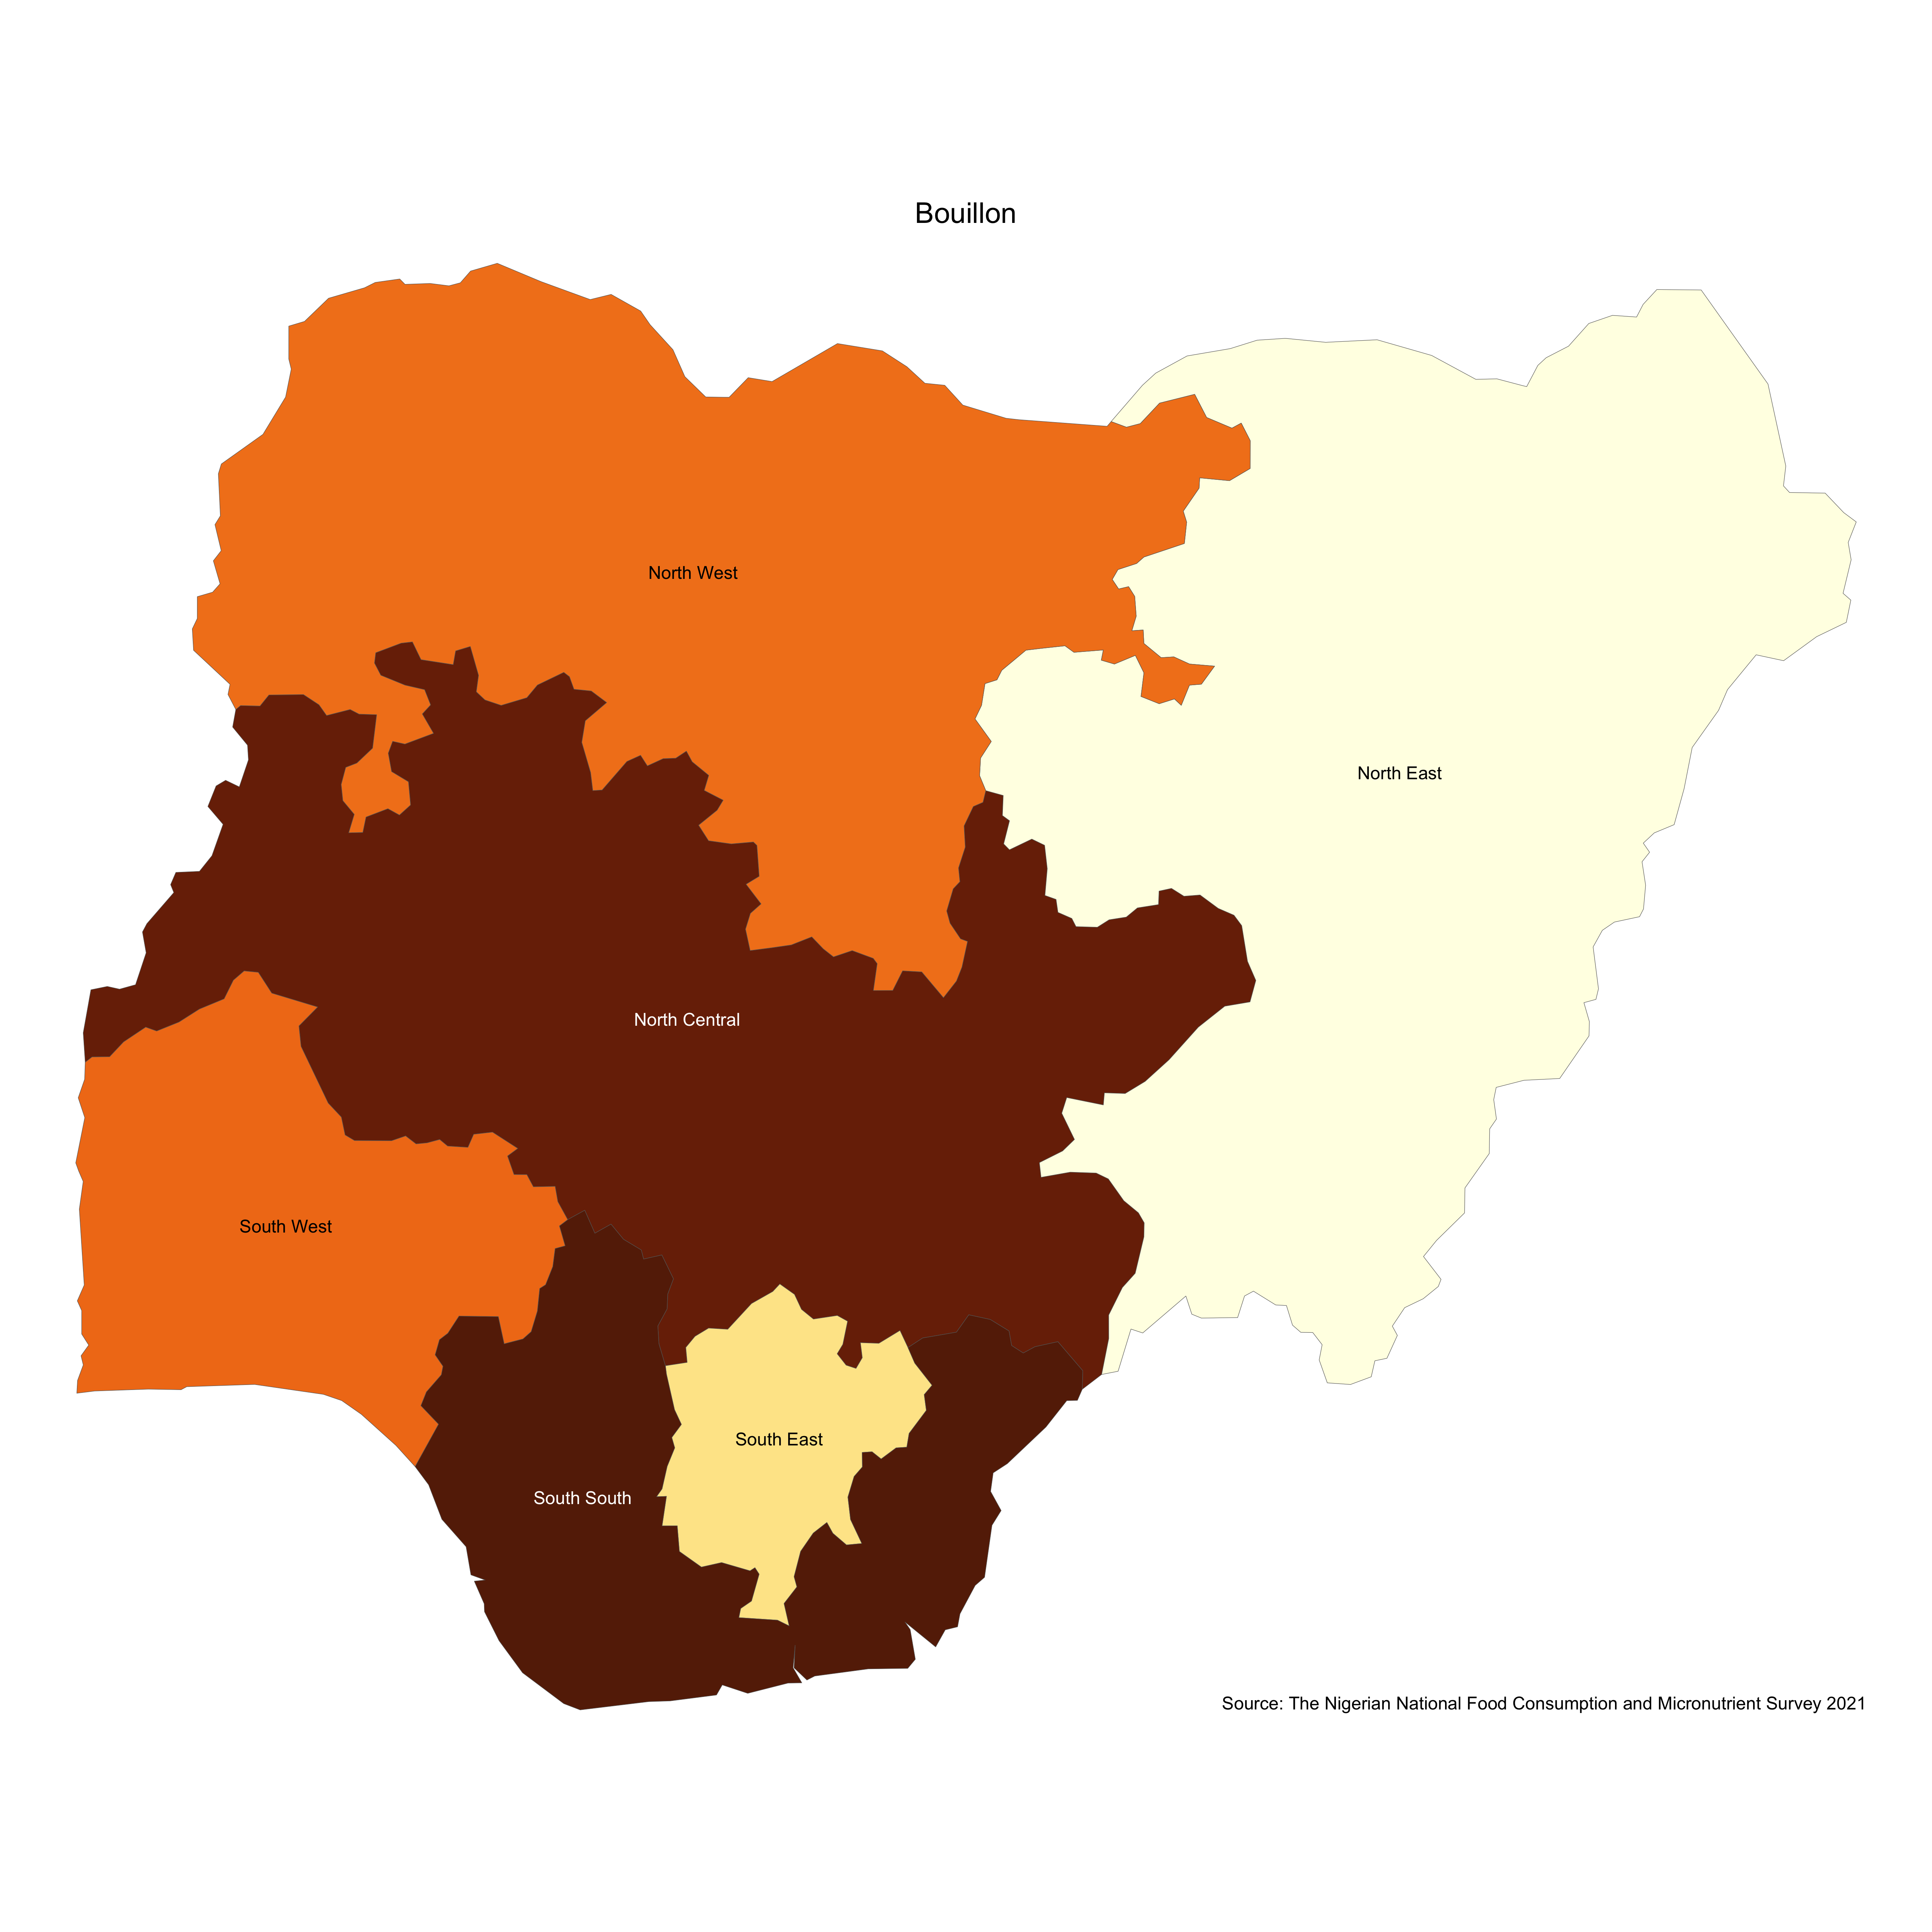 Bouillon
North West
North East
North Central
South West
South East
South South
Source: The Nigerian National Food Consumption and Micronutrient Survey 2021